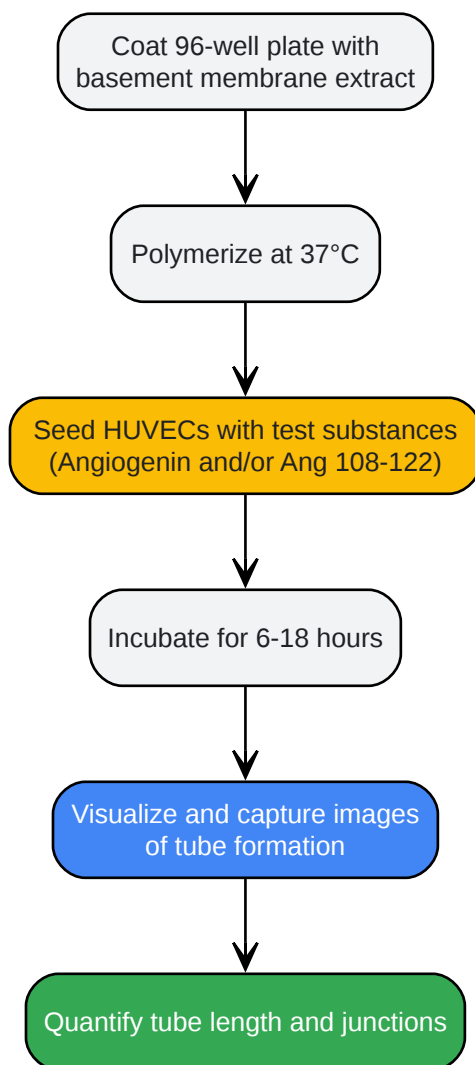 Coat 96-well plate with
basement membrane extract
Polymerize at 37°C
Seed HUVECs with test substances
(Angiogenin and/or Ang 108-122)
Incubate for 6-18 hours
Visualize and capture images
of tube formation
Quantify tube length and junctions